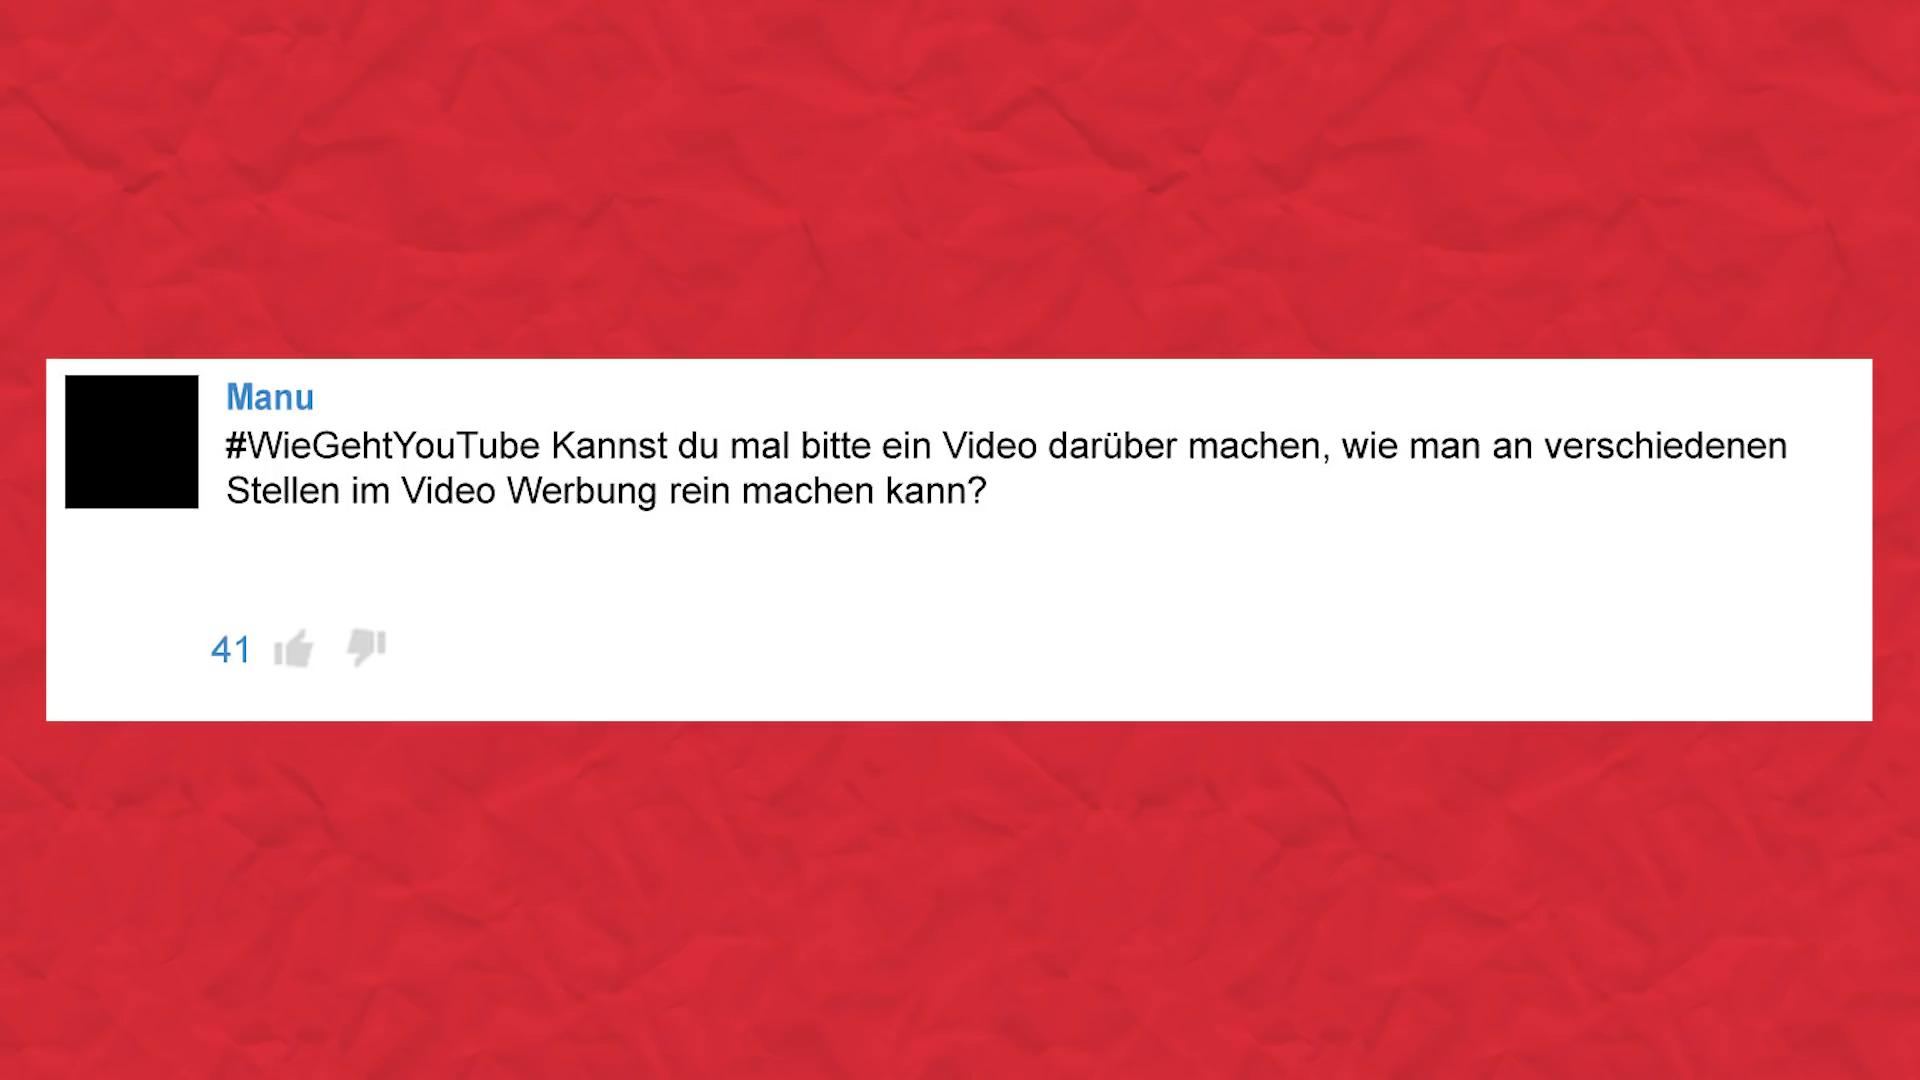 Manu
#WieGehtYouTube Kannst du mal bitte ein Video darüber machen, wie man an verschiedenen
Stellen im Video Werbung rein machen kann?
41